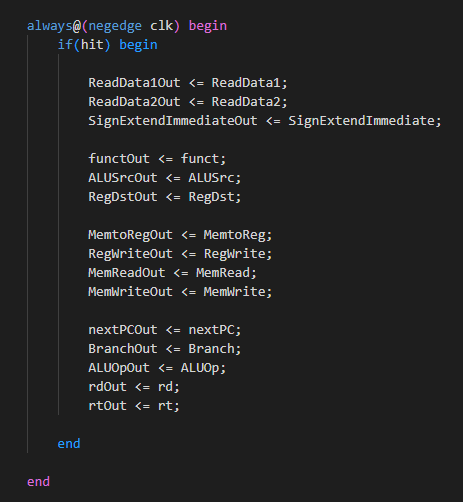 always@(negedge clk) begin
if(hit) begin
ReadData1Out <= ReadData1;
ReadData2Out <= ReadData2;
SignExtendImmediateOut <= SignExtendImmediate;
functOut <= funct;
ALUSrcOut <= ALUSrc;
RegDstOut <= RegDst;
MemtoRegOut <= MemtoReg;
RegWriteOut <= RegWrite;
MemReadOut <= MemRead;
MemWriteOut <= MemWrite;
nextPCOut <= nextPC;
BranchOut <= Branch;
ALUOpOut <= ALUOp;
rdOut <= rd;
rtOut <= rt;
end
end